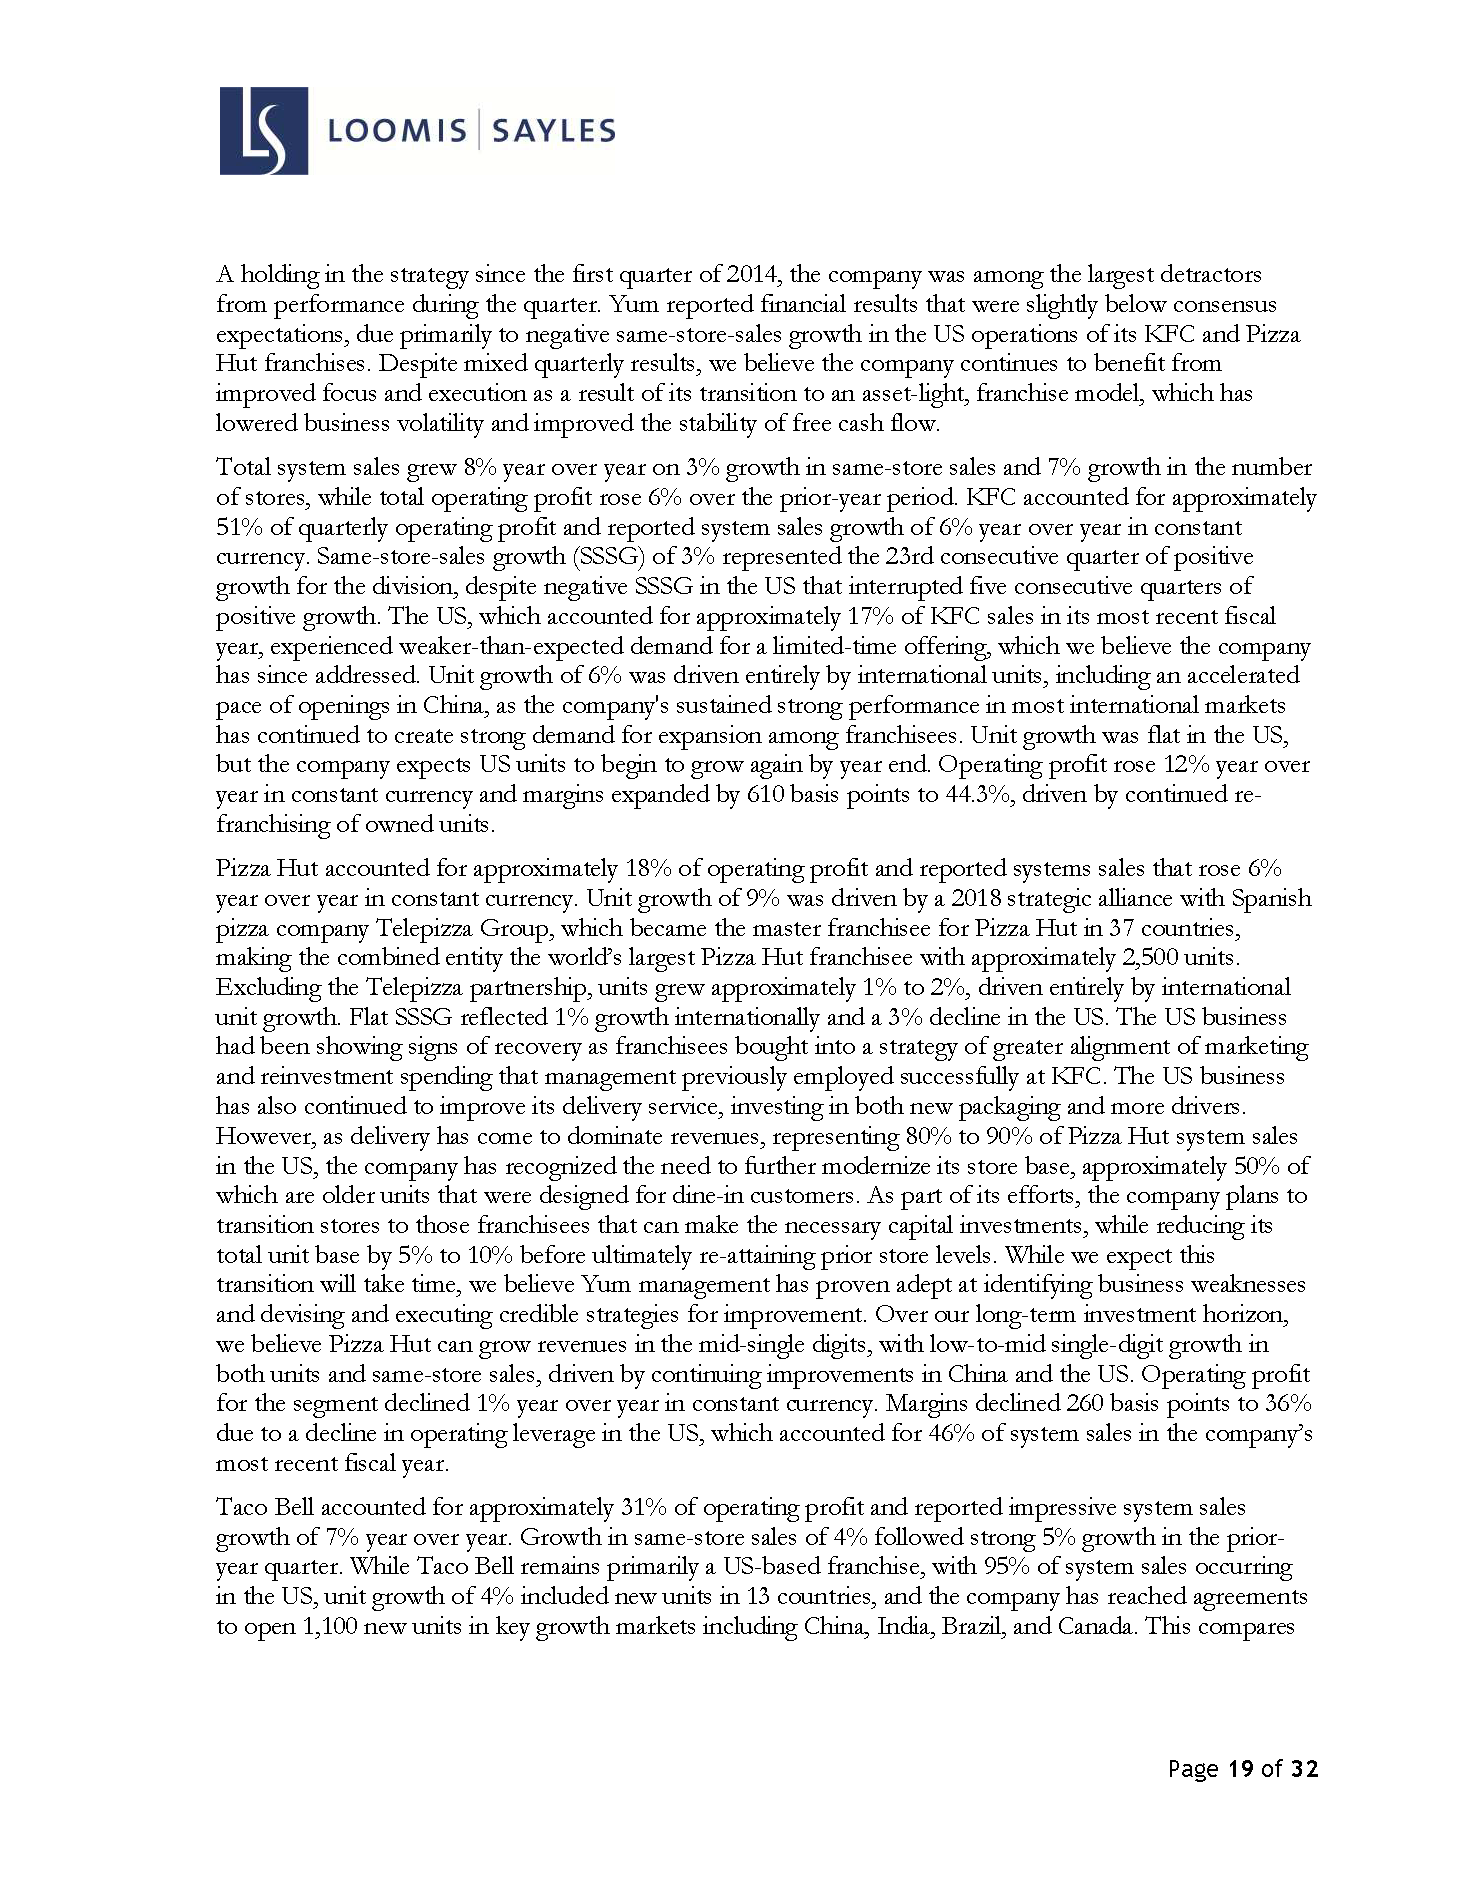 LOOMIS | SAYLES
A holding in the strategy since the first quarter of 2014, the company was among the largest detractors
from performance during the quarter. Yum reported financial results that were slightly below consensus
expectations, due primarily to negative same-store-sales growth in the US operations of its KFC and Pizza
Hut franchises. Despite mixed quarterly results, we believe the company continues to benefit from
improved focus and execution as a result of its transition to an asset-light, franchise model, which has
lowered business volatility and improved the stability of free cash flow.
Total system sales grew 8% year over year on 3% growth in same-store sales and 7% growth in the number
of stores, while total operating profit rose 6% over the prior-year period. KFC accounted for approximately
51% of quarterly operating profit and reported system sales growth of 6% year over year in constant
currency. Same-store-sales growth (SSSG) of 3% represented the 23rd consecutive quarter of positive
growth for the division, despite negative SSSG in the US that interrupted five consecutive quarters of
positive growth. The US, which accounted for approximately 17% of KFC sales in its most recent fiscal
year, experienced weaker-than-expected demand for a limited-time offering, which we believe the company
has since addressed. Unit growth of 6% was driven entirely by international units, including an accelerated
pace of openings in China, as the company's sustained strong performance in most international markets
has continued to create strong demand for expansion among franchisees. Unit growth was flat in the US,
but the company expects US units to begin to grow again by year end. Operating profit rose 12% year over
year in constant currency and margins expanded by 610 basis points to 44.3%, driven by continued re-
franchising of owned units.
Pizza Hut accounted for approximately 18% of operating profit and reported systems sales that rose 6%
year over year in constant currency. Unit growth of 9% was driven by a 2018 strategic alliance with Spanish
pizza company Telepizza Group, which became the master franchisee for Pizza Hut in 37 countries,
making the combined entity the world’s largest Pizza Hut franchisee with approximately 2,500 units.
Excluding the Telepizza partnership, units grew approximately 1% to 2%, driven entirely by international
unit growth. Flat SSSG reflected 1% growth internationally and a 3% decline in the US. The US business
had been showing signs of recovery as franchisees bought into a strategy of greater alignment of marketing
and reinvestment spending that management previously employed successfully at KFC. The US business
has also continued to improve its delivery service, investing in both new packaging and more drivers.
However, as delivery has come to dominate revenues, representing 80% to 90% of Pizza Hut system sales
in the US, the company has recognized the need to further modernize its store base, approximately 50% of
which are older units that were designed for dine-in customers. As part of its efforts, the company plans to
transition stores to those franchisees that can make the necessary capital investments, while reducing its
total unit base by 5% to 10% before ultimately re-attaining prior store levels. While we expect this
transition will take time, we believe Yum management has proven adept at identifying business weaknesses
and devising and executing credible strategies for improvement. Over our long-term investment horizon,
we believe Pizza Hut can grow revenues in the mid-single digits, with low-to-mid single-digit growth in
both units and same-store sales, driven by continuing improvements in China and the US. Operating profit
for the segment declined 1% year over year in constant currency. Margins declined 260 basis points to 36%
due to a decline in operating leverage in the US, which accounted for 46% of system sales in the company’s
most recent fiscal year.
Taco Bell accounted for approximately 31% of operating profit and reported impressive system sales
growth of 7% year over year. Growth in same-store sales of 4% followed strong 5% growth in the prior-
year quarter. While Taco Bell remains primarily a US-based franchise, with 95% of system sales occurring
in the US, unit growth of 4% included new units in 13 countries, and the company has reached agreements
to open 1,100 new units in key growth markets including China, India, Brazil, and Canada. This compares
Page 19 of 32